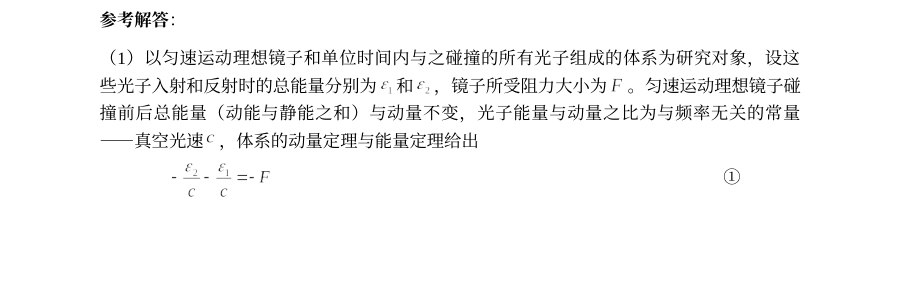 参考解答：
（1）以匀速运动理想镜子和单位时间内与之碰撞的所有光子组成的体系为研究对象，设这
些光子入射和反射时的总能量分别为 ε₁ 和 ε₂，镜子所受阻力大小为 F 。匀速运动理想镜子碰
撞前后总能量（动能与静能之和）与动量不变，光子能量与动量之比为与频率无关的常量
——真空光速 c ，体系的动量定理与能量定理给出
- ε₂/c - ε₁/c =- F ①